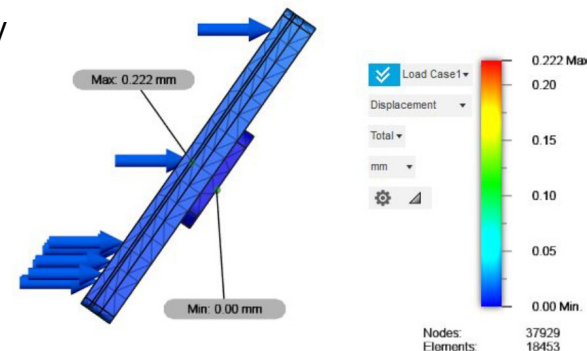 y
Max: 0.222 mm
Min: 0.00 mm
Load Case1
Displacement
Total
mm
0.222 Max
0.20
0.15
0.10
0.05
0.00 Min.
Nodes: 37929
Elements: 18453